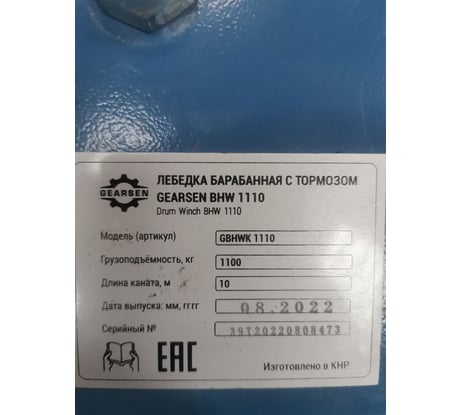 GEARSEN
ЛЕБЕДКА БАРАБАННАЯ С ТОРМОЗОМ
GEARSEN BHW 1110
Drum Winch BHW 1110
Модель (артикул) GBHWK 1110
Грузоподъёмность, кг 1100
Длина каната, м 10
Дата выпуска: мм, гггг 08.2022
Серийный № 39T20220808473
EAC Изготовлено в КНР